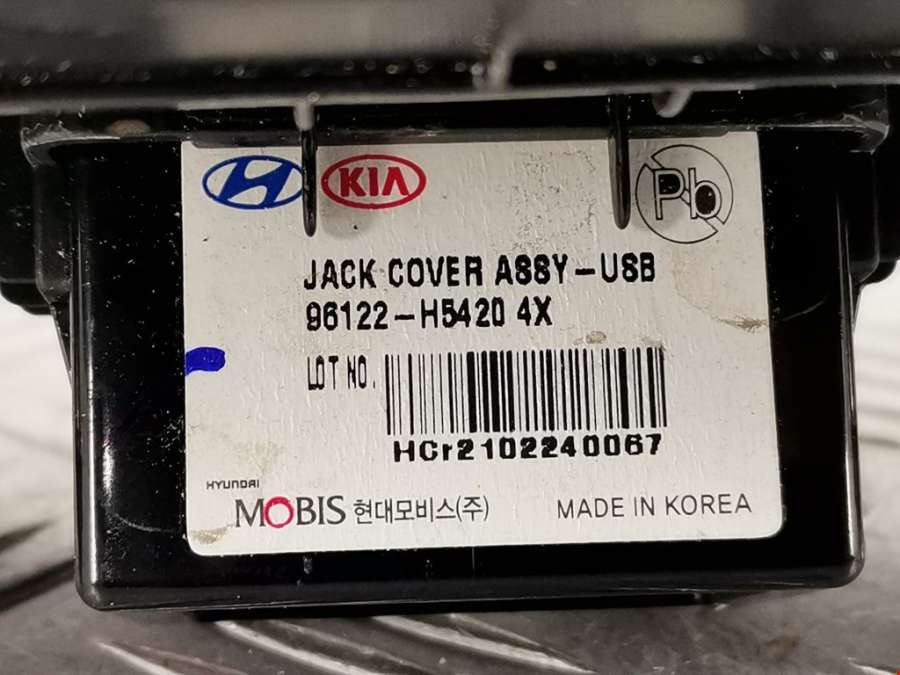 KIA
Pb
JACK COVER ASSY-USB
96122-H5420 4X
LOT NO.
HCr2102240067
HYUNDAI
MOBIS 현대모비스(주)
MADE IN KOREA